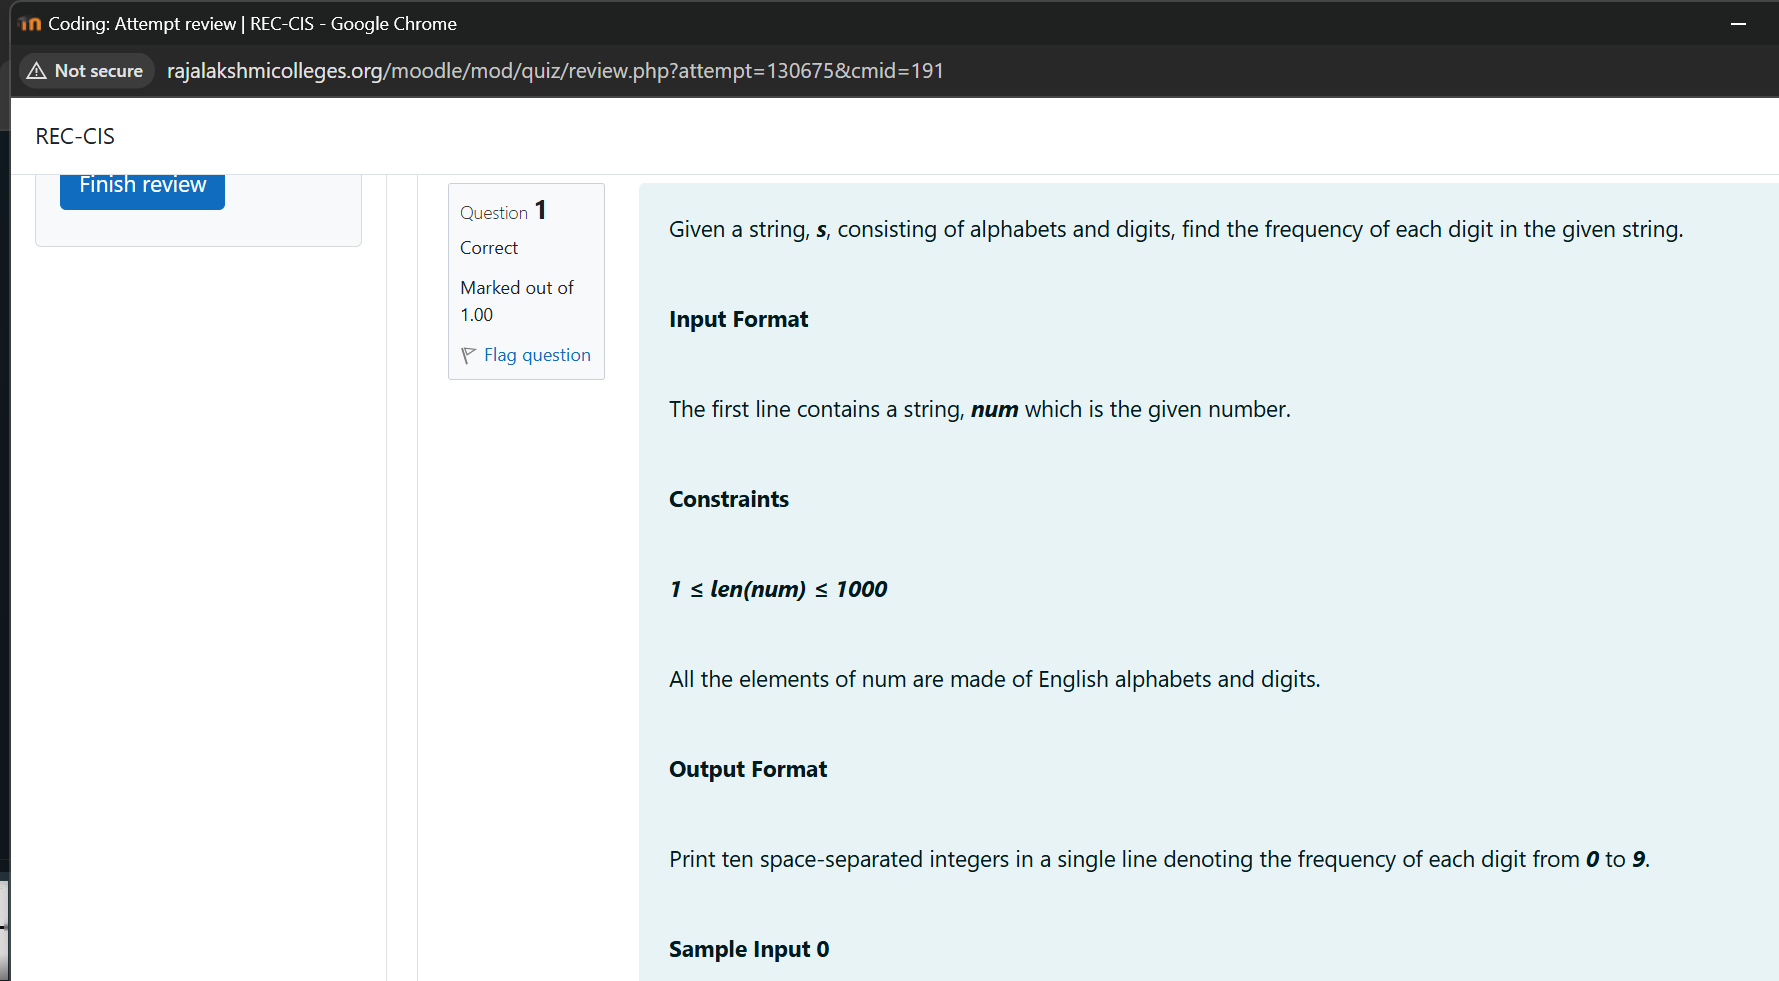 Coding: Attempt review | REC-CIS - Google Chrome
Not secure
rajalakshmicolleges.org/moodle/mod/quiz/review.php?attempt=130675&cmid=191
REC-CIS
Finish review
Question 1
Correct
Marked out of
1.00
Flag question
Given a string, s, consisting of alphabets and digits, find the frequency of each digit in the given string.
Input Format
The first line contains a string, num which is the given number.
Constraints
1 ≤ len(num) ≤ 1000
All the elements of num are made of English alphabets and digits.
Output Format
Print ten space-separated integers in a single line denoting the frequency of each digit from 0 to 9.
Sample Input 0